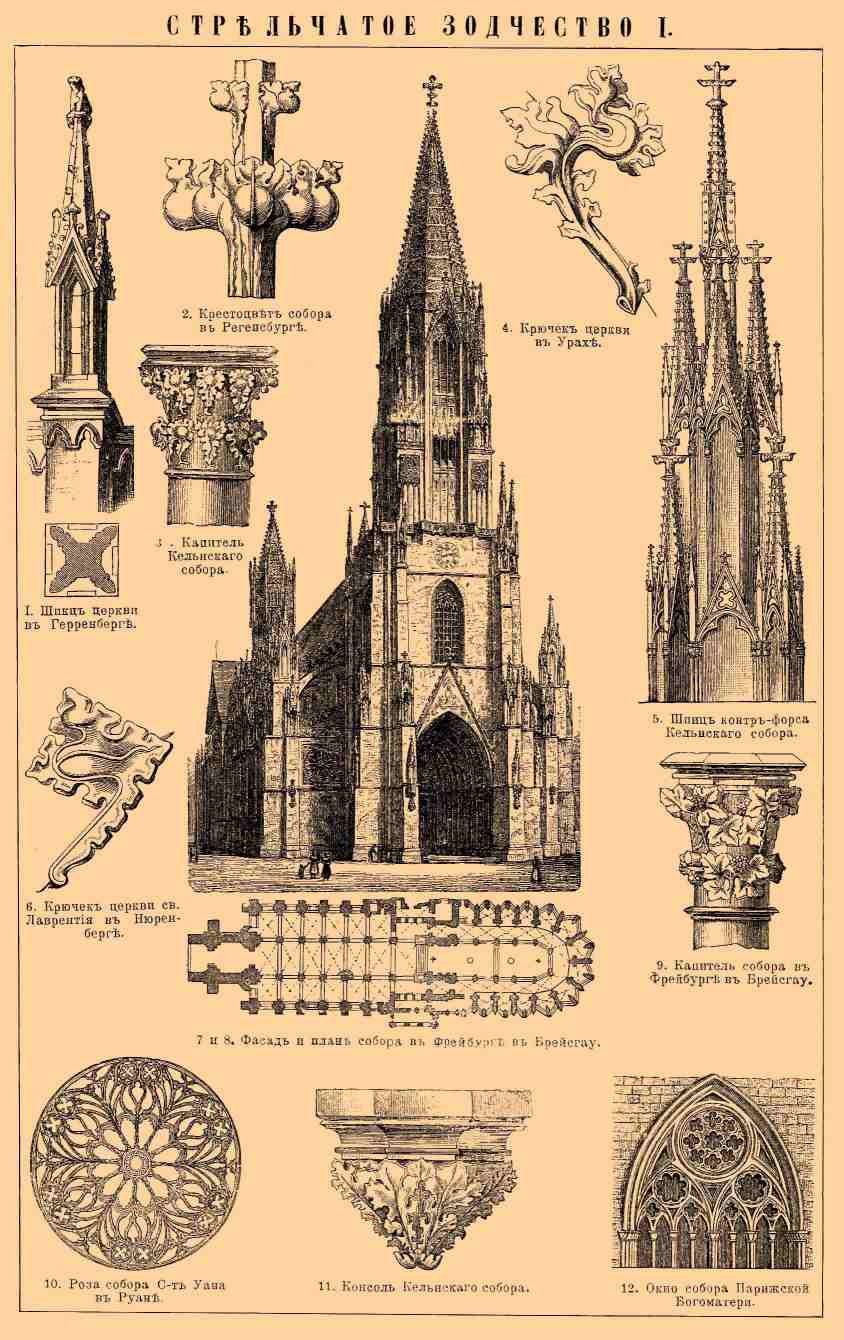 СТРѢЛЬЧАТОЕ ЗОДЧЕСТВО I.
2. Крестоцвѣтъ собора
въ Регенсбургѣ.
4. Крючекъ церкви
въ Урахѣ.
3. Капитель
Кельнскаго
собора.
1. Шпицъ церкви
въ Герренбергѣ.
5. Шпицъ контръ-форса
Кельнскаго собора.
6. Крючекъ церкви св.
Лаврентія въ Нюрен-
бергѣ.
9. Капитель собора въ
Фрейбургѣ въ Брейсгау.
7 и 8. Фасадъ и планъ собора въ Фрейбургѣ въ Брейсгау.
10. Роза собора С-тъ Уана
въ Руанѣ.
11. Консоль Кельнскаго собора.
12. Окно собора Парижской
Богоматери.